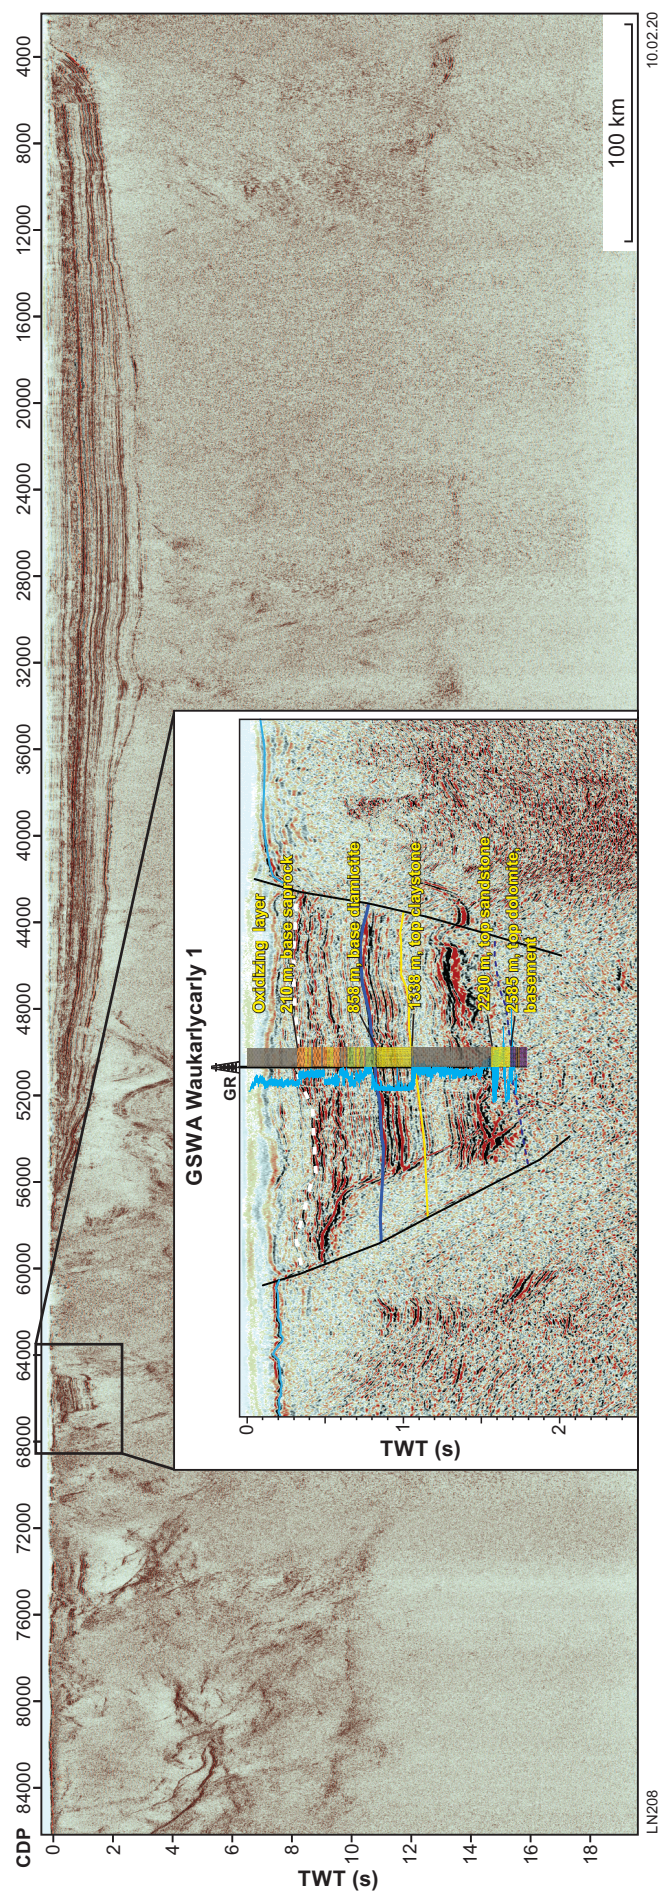 CDP
84000
80000
76000
72000
68000
64000
60000
56000
52000
48000
44000
40000
36000
32000
28000
24000
20000
16000
12000
8000
4000
0
2
4
6
8
10
12
14
16
18
TWT (s)
GSWA Waukarlycarly 1
GR
Oxidizing layer
210 m, base saprock
858 m, base diamictite
1338 m, top claystone
2290 m, top sandstone
2585 m, top dolomite,
basement
0
1
2
TWT (s)
100 km
LN208
10.02.20